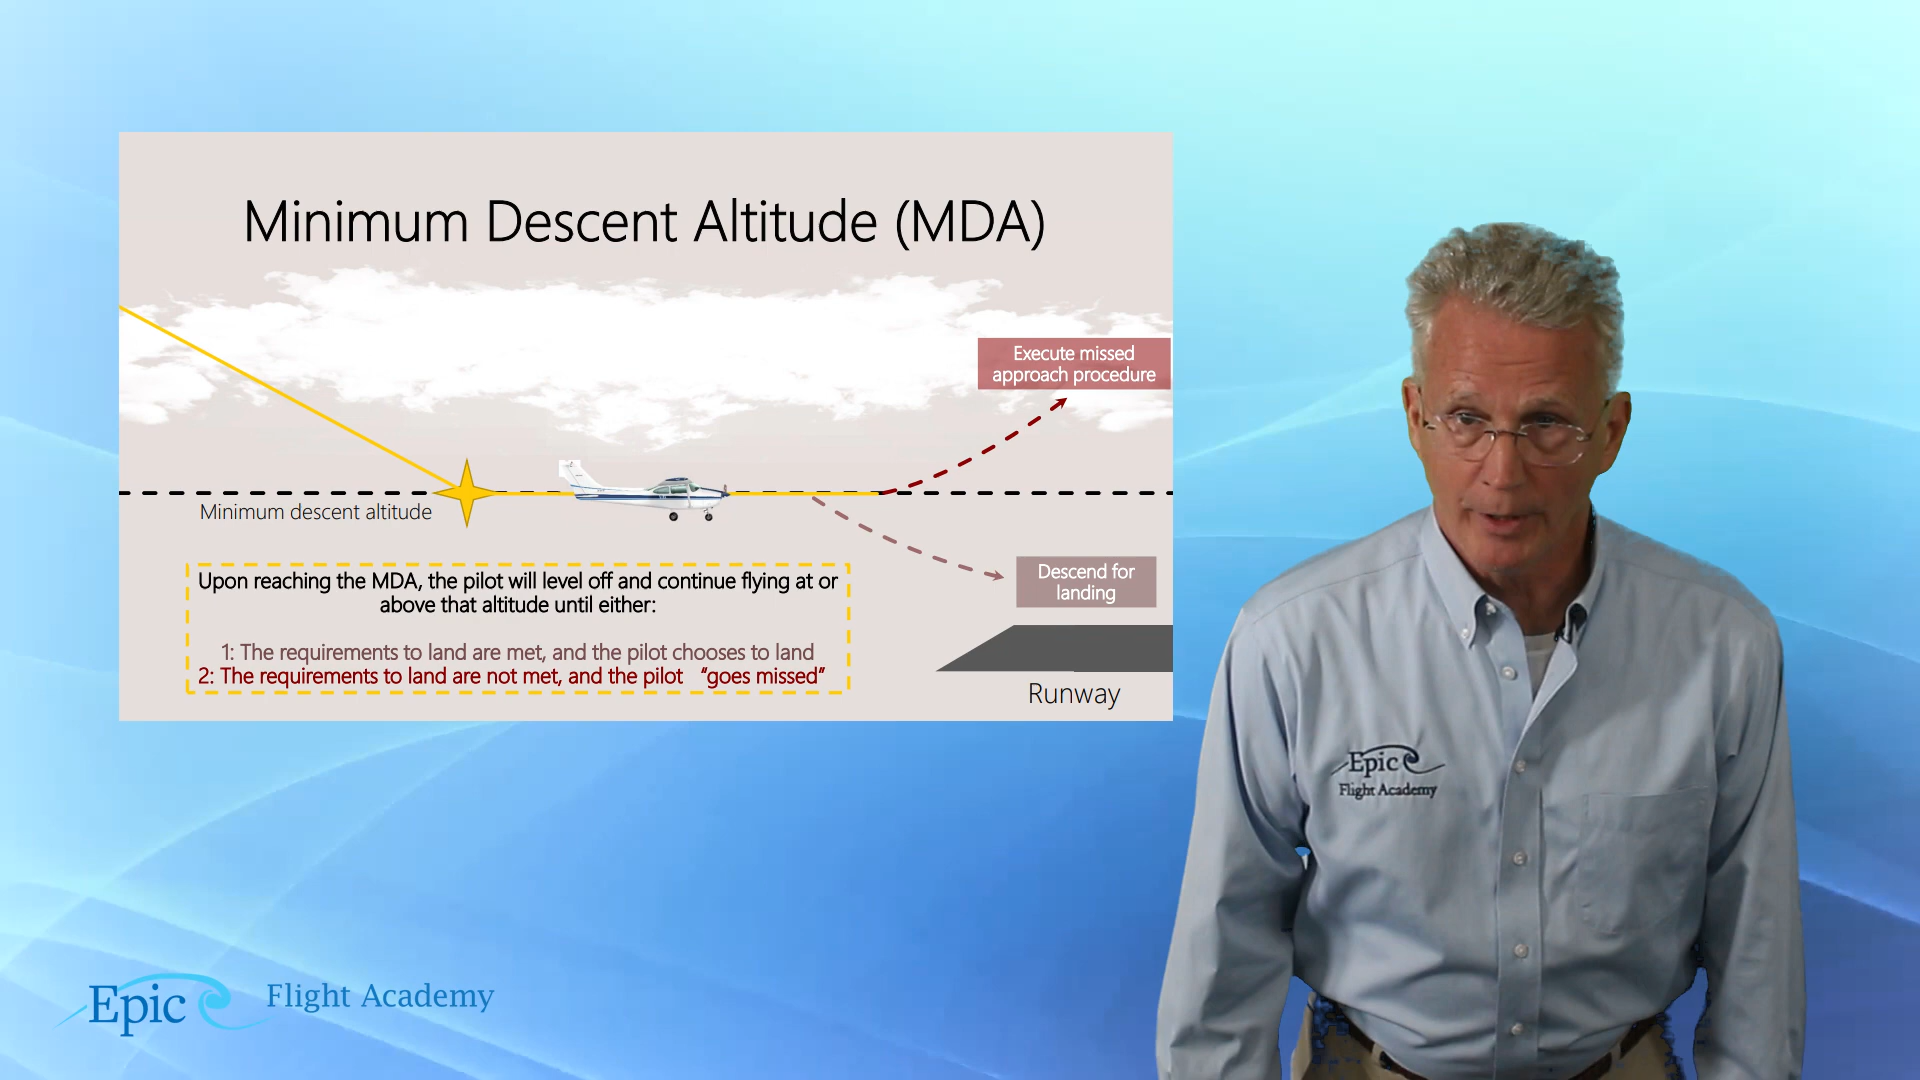 Minimum Descent Altitude (MDA)
Execute missed
approach procedure
Minimum descent altitude
Descend for
landing
Upon reaching the MDA, the pilot will level off and continue flying at or
above that altitude until either:
1: The requirements to land are met, and the pilot chooses to land
2: The requirements to land are not met, and the pilot “goes missed”
Runway
Epic
Flight Academy
Epic Flight Academy